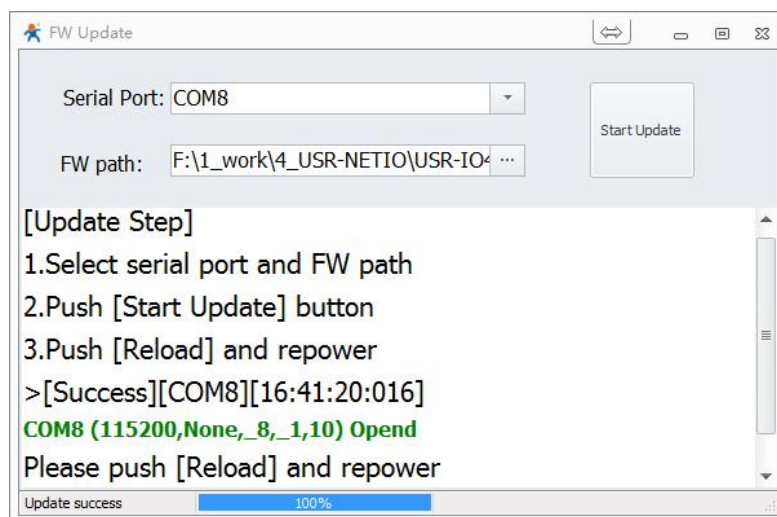 FW Update
Serial Port: COM8
Start Update
FW path: F:\1_work\4_USR-NETIO\USR-IO4 ...
[Update Step]
1.Select serial port and FW path
2.Push [Start Update] button
3.Push [Reload] and repower
>[Success][COM8][16:41:20:016]
COM8 (115200,None,_8,_1,10) Opend
Please push [Reload] and repower
Update success 100%